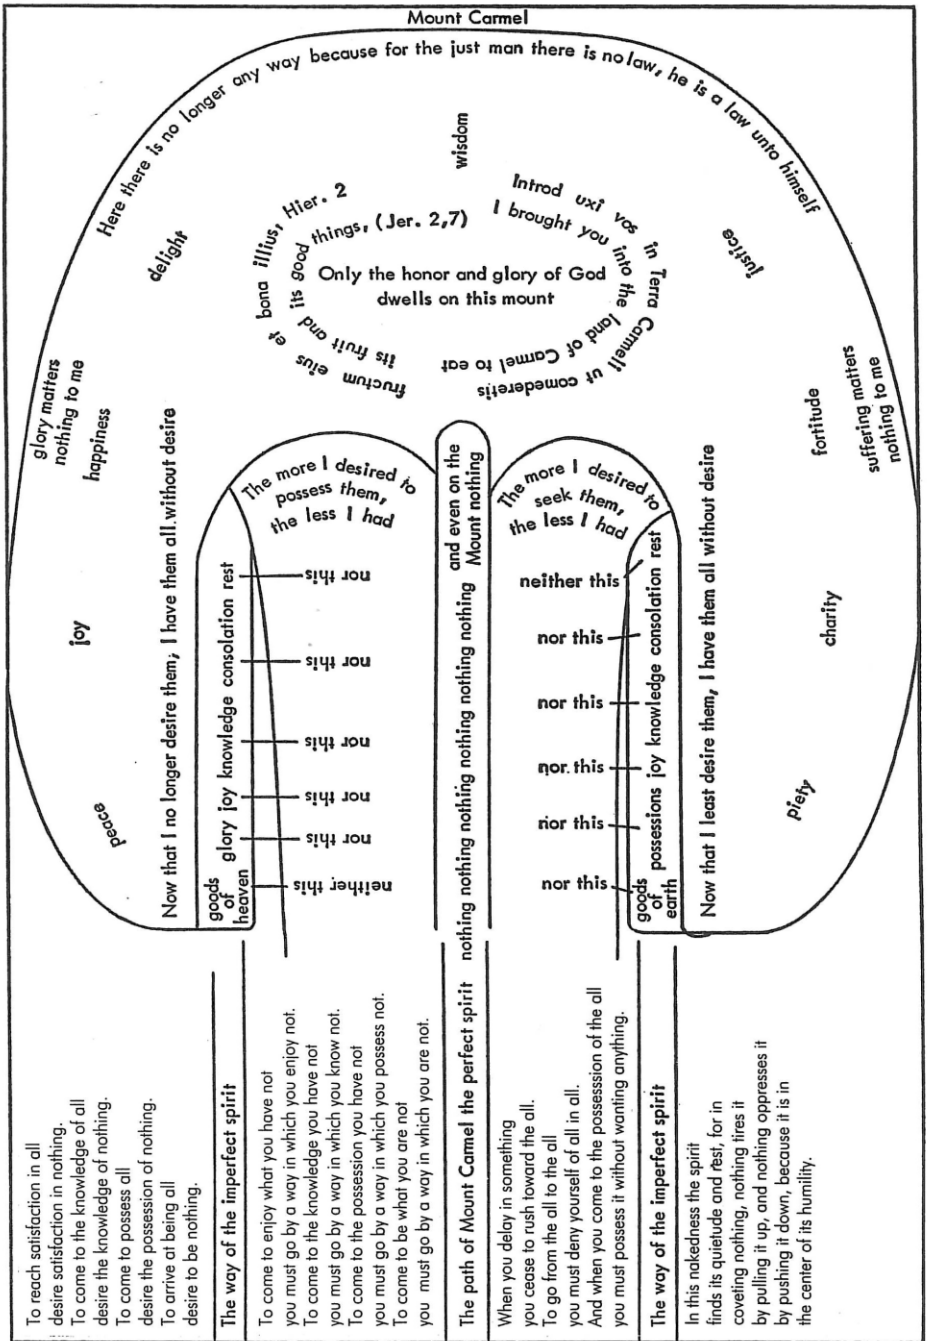 Mount Carmel
Here there is no longer any way because for the just man there is no law, he is a law unto himself
wisdom
delight
justice
Introd uxi vos in Terra Carmell ut comederetis
fructum eius et bona illius, Hier. 2
I brought you into the land of Carmel to eat
its fruit and its good things, (Jer. 2,7)
Only the honor and glory of God
dwells on this mount
glory matters
nothing to me
happiness
joy
peace
fortitude
suffering matters
nothing to me
charity
piety
Now that I no longer desire them, I have them all without desire
goods
of
heaven
glory joy knowledge consolation rest
The more I desired to
possess them,
the less I had
neither this
nor this
nor this
nor this
nor this
nor this
and even on the
Mount nothing
nothing nothing nothing nothing nothing nothing
The path of Mount Carmel the perfect spirit
The more I desired to
seek them,
the less I had
neither this
nor this
nor this
nor. this
nor this
nor this
goods
of
earth
possessions joy knowledge consolation rest
Now that I least desire them, I have them all without desire
To reach satisfaction in all
desire satisfaction in nothing.
To come to the knowledge of all
desire the knowledge of nothing.
To come to possess all
desire the possession of nothing.
To arrive at being all
desire to be nothing.
The way of the imperfect spirit
To come to enjoy what you have not
you must go by a way in which you enjoy not.
To come to the knowledge you have not
you must go by a way in which you know not.
To come to the possession you have not
you must go by a way in which you possess not.
To come to be what you are not
you must go by a way in which you are not.
When you delay in something
you cease to rush toward the all.
To go from the all to the all
you must deny yourself of all in all.
And when you come to the possession of the all
you must possess it without wanting anything.
The way of the imperfect spirit
In this nakedness the spirit
finds its quietude and rest, for in
coveting nothing, nothing tires it
by pulling it up, and nothing oppresses it
by pushing it down, because it is in
the center of its humility.